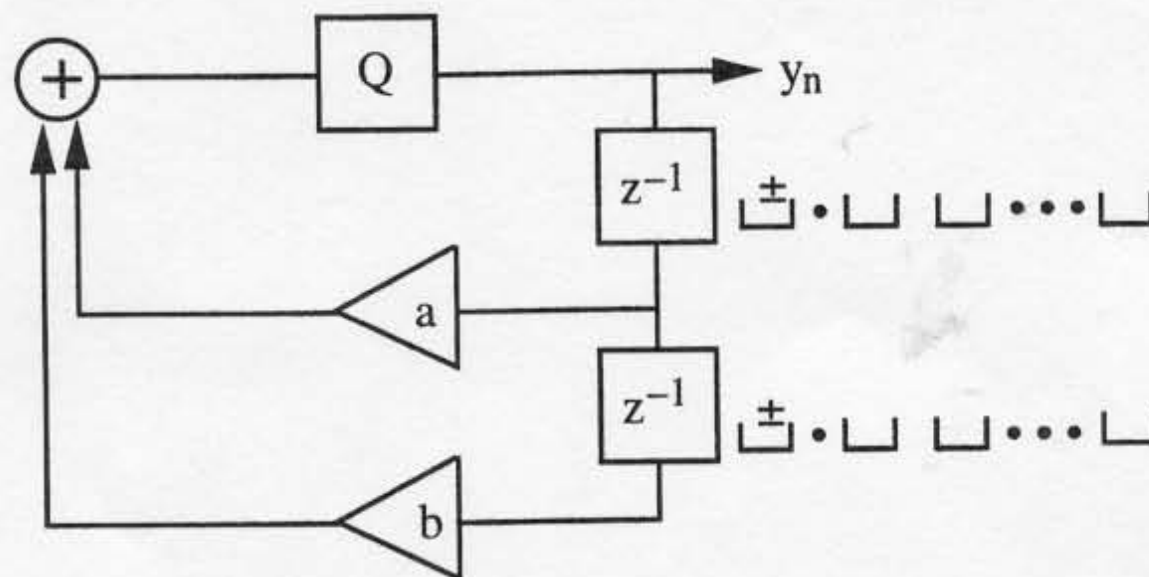 + Q yₙ
z⁻¹ ±
a
z⁻¹ ±
b